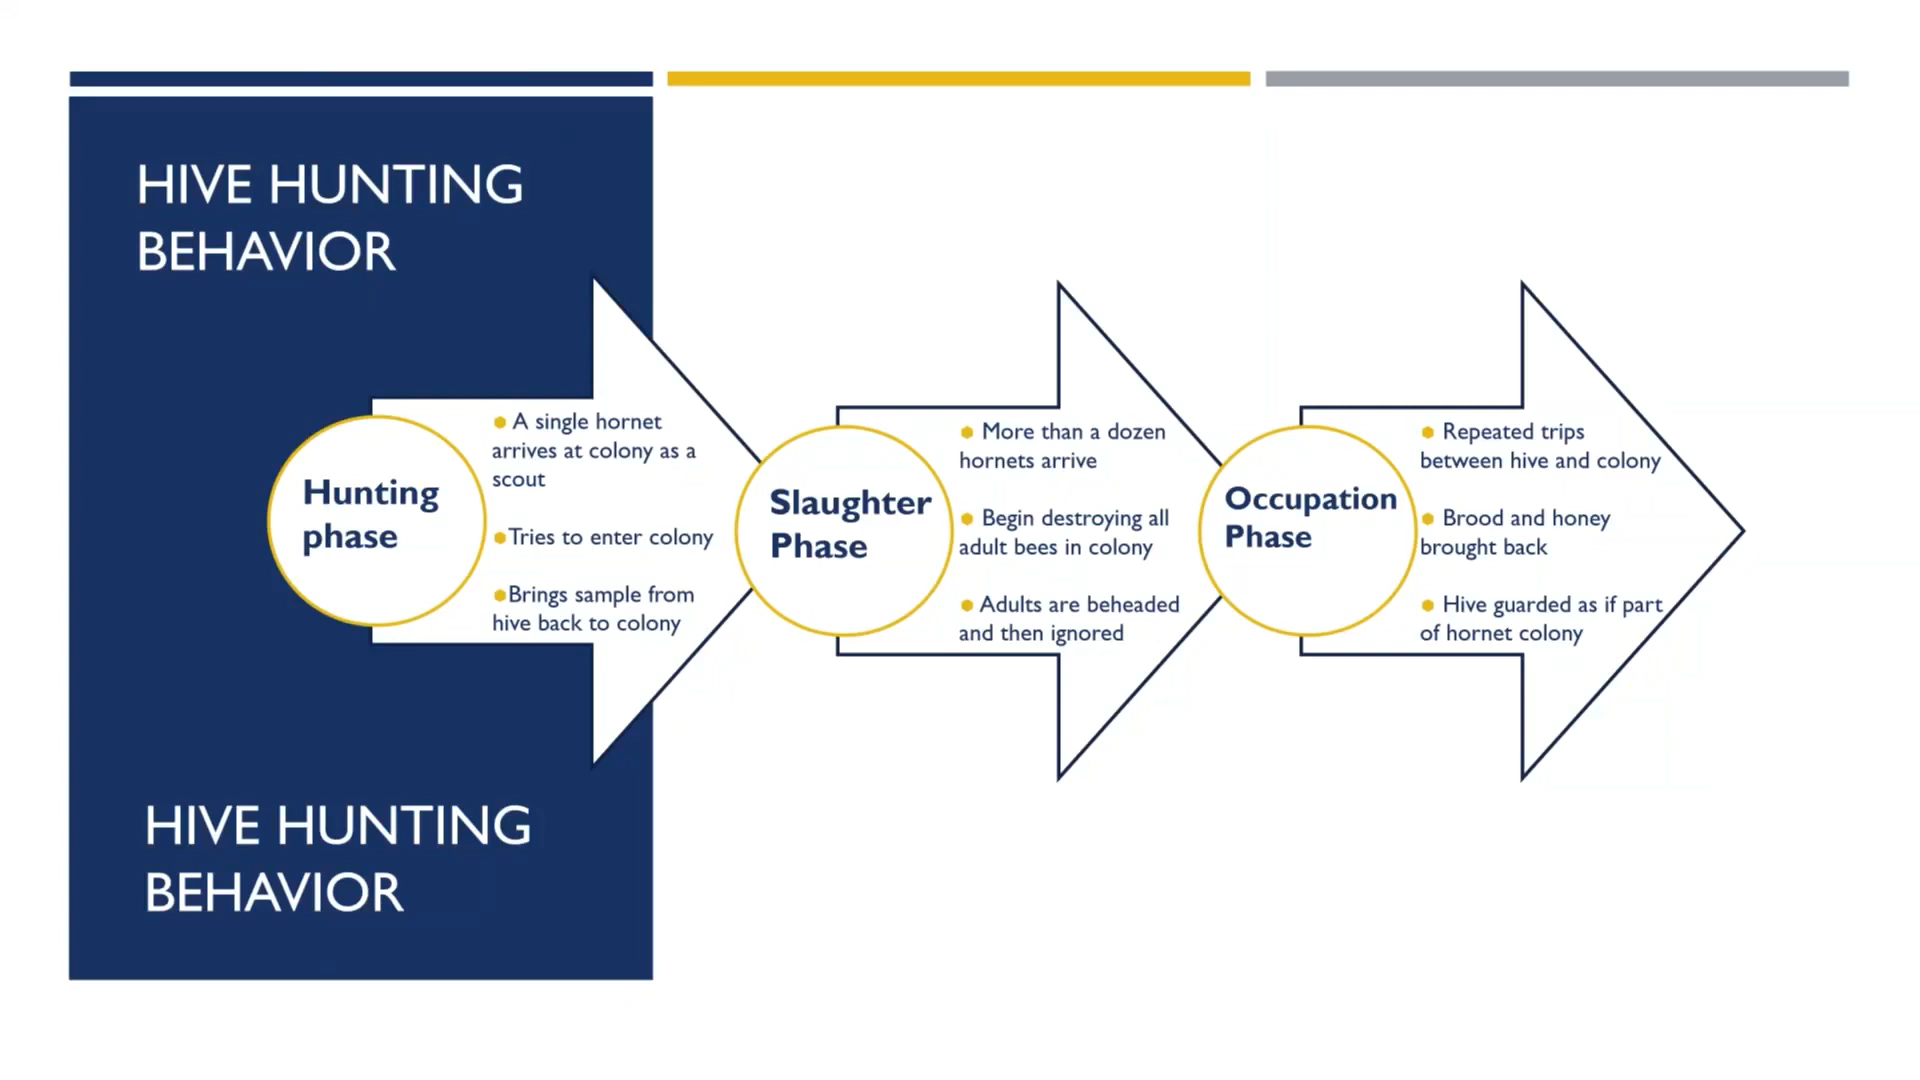 HIVE HUNTING
BEHAVIOR
Hunting
phase
A single hornet
arrives at colony as a
scout
Tries to enter colony
Brings sample from
hive back to colony
Slaughter
Phase
More than a dozen
hornets arrive
Begin destroying all
adult bees in colony
Adults are beheaded
and then ignored
Occupation
Phase
Repeated trips
between hive and colony
Brood and honey
brought back
Hive guarded as if part
of hornet colony
HIVE HUNTING
BEHAVIOR